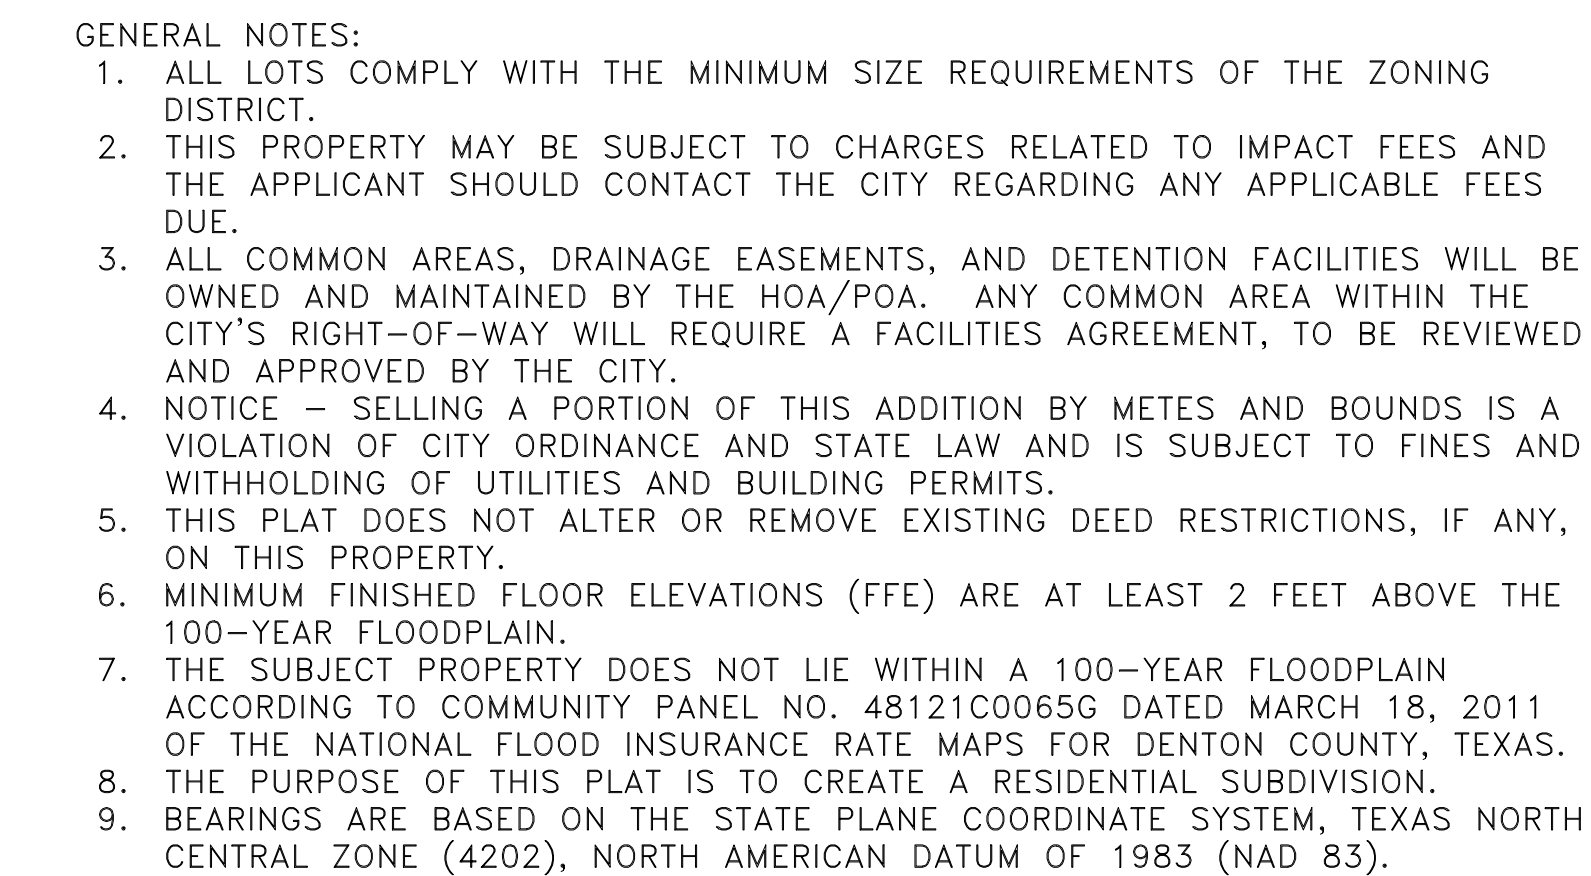 GENERAL NOTES:
1. ALL LOTS COMPLY WITH THE MINIMUM SIZE REQUIREMENTS OF THE ZONING
DISTRICT.
2. THIS PROPERTY MAY BE SUBJECT TO CHARGES RELATED TO IMPACT FEES AND
THE APPLICANT SHOULD CONTACT THE CITY REGARDING ANY APPLICABLE FEES
DUE.
3. ALL COMMON AREAS, DRAINAGE EASEMENTS, AND DETENTION FACILITIES WILL BE
OWNED AND MAINTAINED BY THE HOA/POA. ANY COMMON AREA WITHIN THE
CITY'S RIGHT-OF-WAY WILL REQUIRE A FACILITIES AGREEMENT, TO BE REVIEWED
AND APPROVED BY THE CITY.
4. NOTICE - SELLING A PORTION OF THIS ADDITION BY METES AND BOUNDS IS A
VIOLATION OF CITY ORDINANCE AND STATE LAW AND IS SUBJECT TO FINES AND
WITHHOLDING OF UTILITIES AND BUILDING PERMITS.
5. THIS PLAT DOES NOT ALTER OR REMOVE EXISTING DEED RESTRICTIONS, IF ANY,
ON THIS PROPERTY.
6. MINIMUM FINISHED FLOOR ELEVATIONS (FFE) ARE AT LEAST 2 FEET ABOVE THE
100-YEAR FLOODPLAIN.
7. THE SUBJECT PROPERTY DOES NOT LIE WITHIN A 100-YEAR FLOODPLAIN
ACCORDING TO COMMUNITY PANEL NO. 48121C0065G DATED MARCH 18, 2011
OF THE NATIONAL FLOOD INSURANCE RATE MAPS FOR DENTON COUNTY, TEXAS.
8. THE PURPOSE OF THIS PLAT IS TO CREATE A RESIDENTIAL SUBDIVISION.
9. BEARINGS ARE BASED ON THE STATE PLANE COORDINATE SYSTEM, TEXAS NORTH
CENTRAL ZONE (4202), NORTH AMERICAN DATUM OF 1983 (NAD 83).